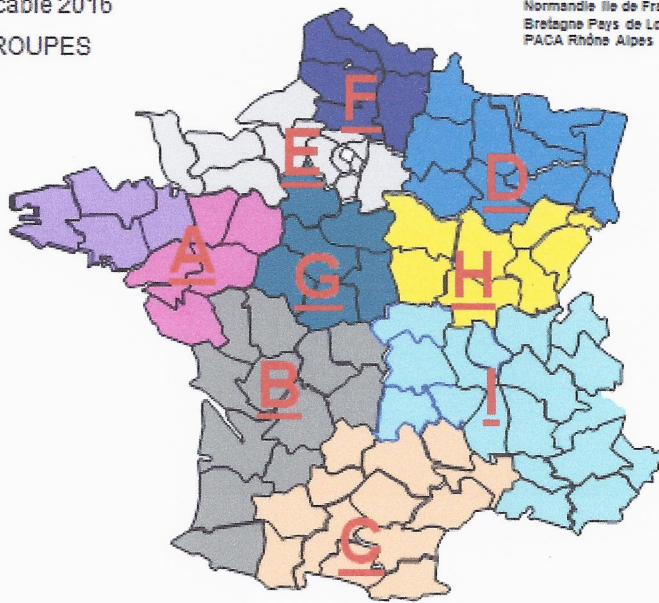 cable 2016
ROUPES
Normandie Ile de Fra
Bretagne Pays de Lo
PACA Rhône Alpes
F
E
D
A
G
H
B
I
C